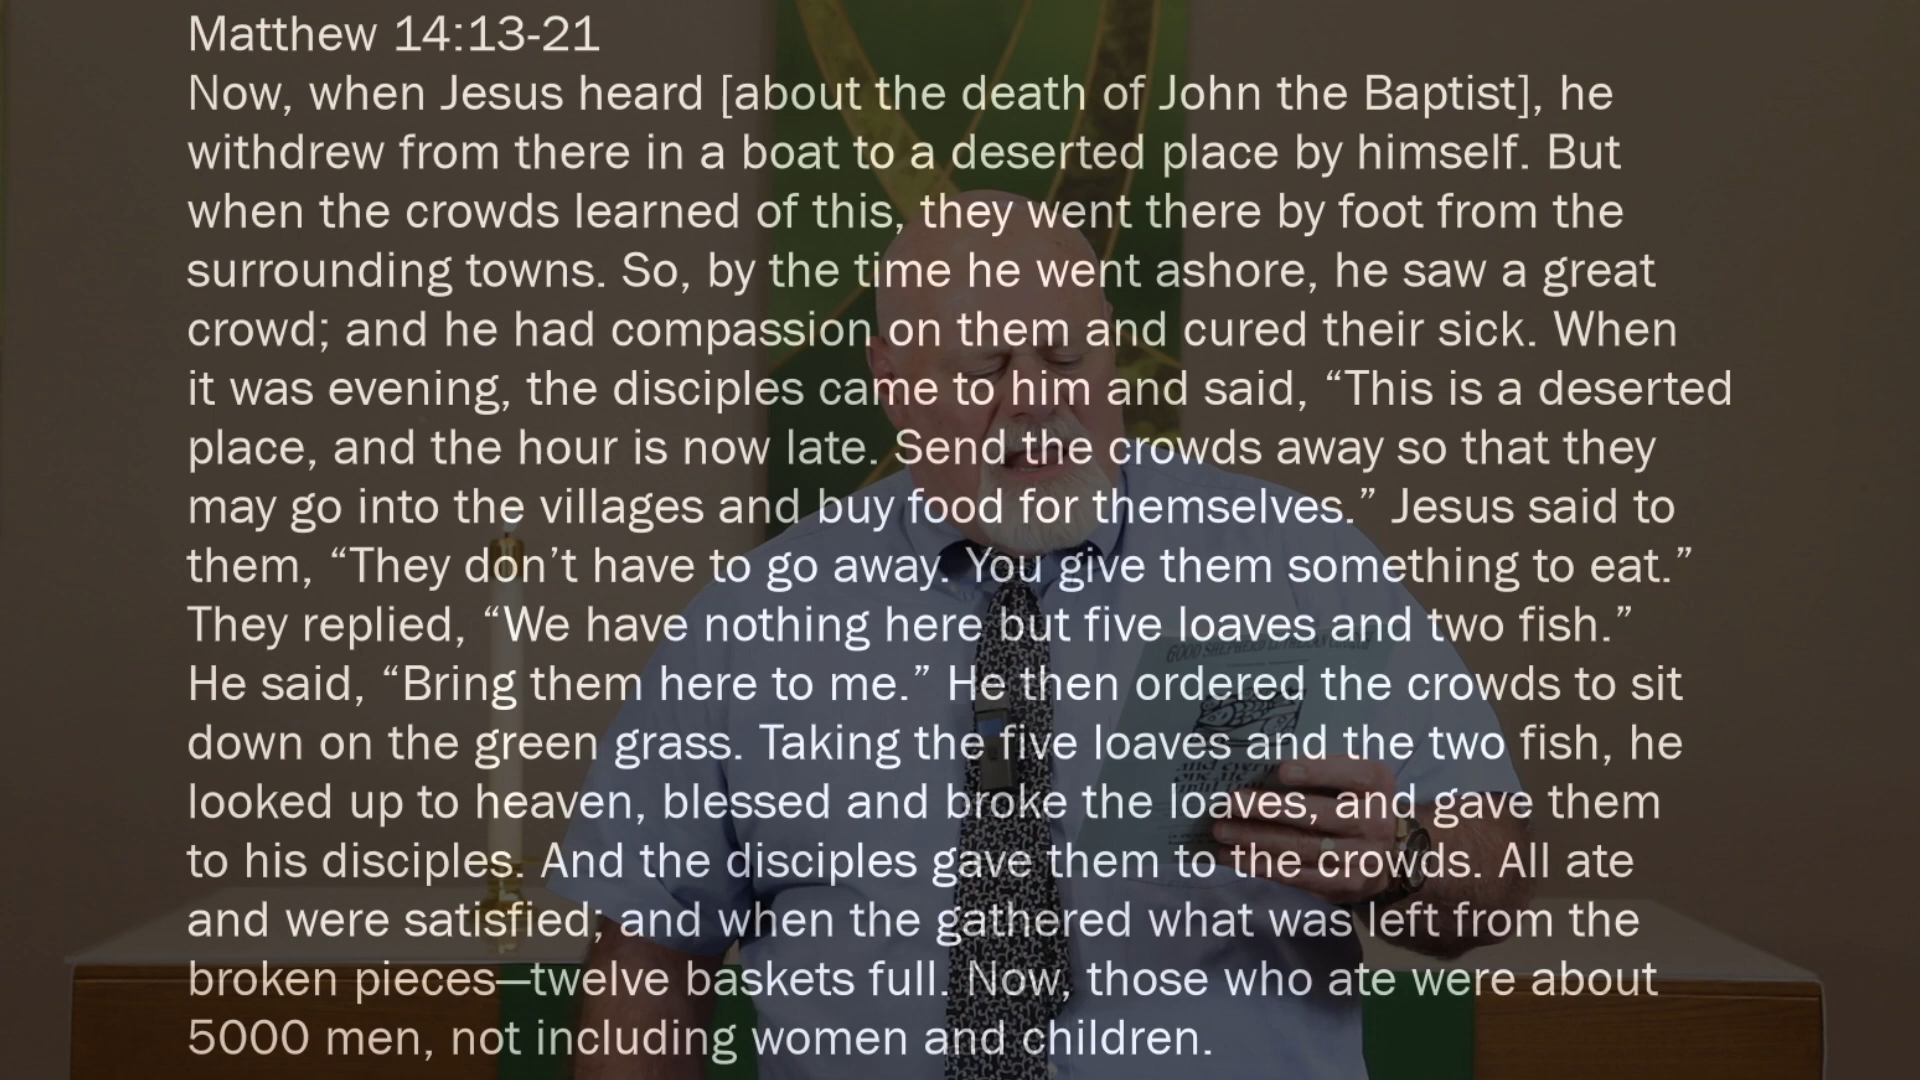 Matthew 14:13-21
Now, when Jesus heard [about the death of John the Baptist], he
withdrew from there in a boat to a deserted place by himself. But
when the crowds learned of this, they went there by foot from the
surrounding towns. So, by the time he went ashore, he saw a great
crowd; and he had compassion on them and cured their sick. When
it was evening, the disciples came to him and said, “This is a deserted
place, and the hour is now late. Send the crowds away so that they
may go into the villages and buy food for themselves.” Jesus said to
them, “They don’t have to go away. You give them something to eat.”
They replied, “We have nothing here but five loaves and two fish.”
He said, “Bring them here to me.” He then ordered the crowds to sit
down on the green grass. Taking the five loaves and the two fish, he
looked up to heaven, blessed and broke the loaves, and gave them
to his disciples. And the disciples gave them to the crowds. All ate
and were satisfied; and when the gathered what was left from the
broken pieces—twelve baskets full. Now, those who ate were about
5000 men, not including women and children.
GOOD SHEPHERD LUTHERAN CHURCH
and every
one ate